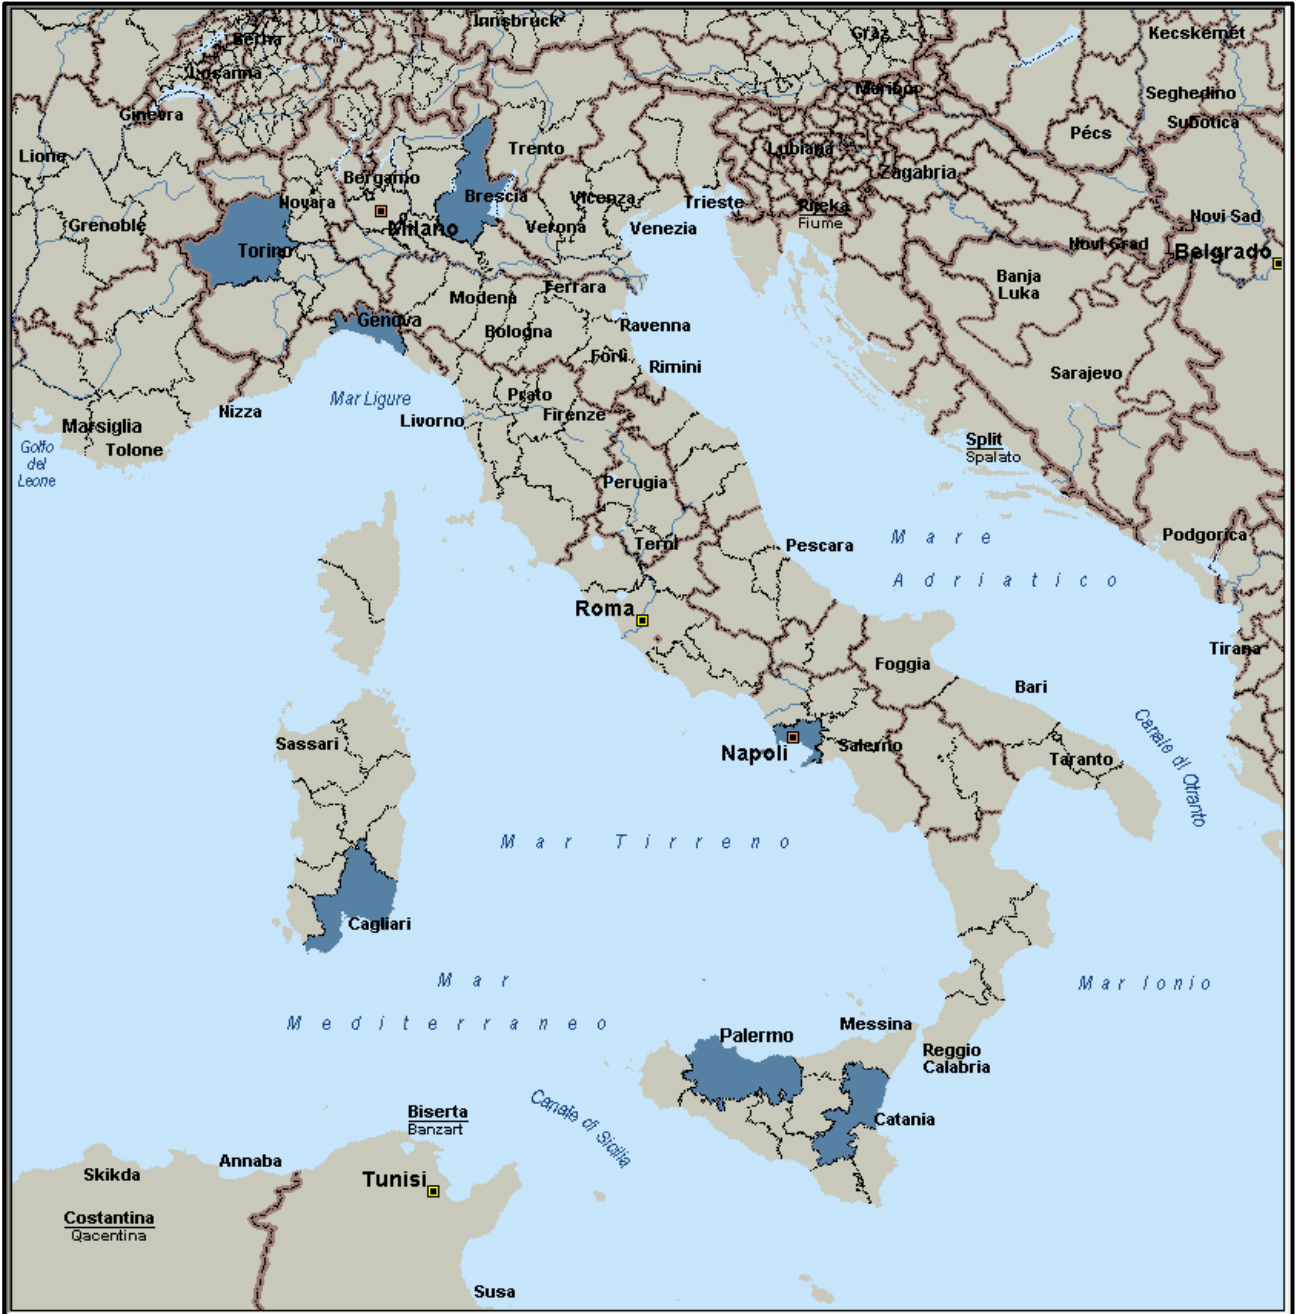 Innsbruck
Graz
Kecskemét
Berna
Losanna
Maribor
Seghedino
Ginevra
Subotica
Pécs
Lione
Trento
Lubiana
Bergamo
Zagabria
Brescia
Vicenza
Novara
Trieste
Rijeka
Fiume
Novi Sad
Grenoble
Milano
Verona
Venezia
Torino
Novi Grad
Belgrado
Banja
Luka
Ferrara
Modena
Genova
Bologna
Ravenna
Forlì
Rimini
Sarajevo
Prato
Mar Ligure
Nizza
Livorno
Firenze
Marsiglia
Tolone
Golfo
del
Leone
Split
Spalato
Perugia
Terni
Pescara
Mare
Adriatico
Podgorica
Roma
Tirana
Foggia
Bari
Canale di Otranto
Sassari
Napoli
Salerno
Taranto
Mar Tirreno
Cagliari
Mar
Mediterraneo
Mar Ionio
Palermo
Messina
Reggio
Calabria
Catania
Canale di Sicilia
Biserta
Banzart
Skikda
Annaba
Tunisi
Costantina
Qacentina
Susa